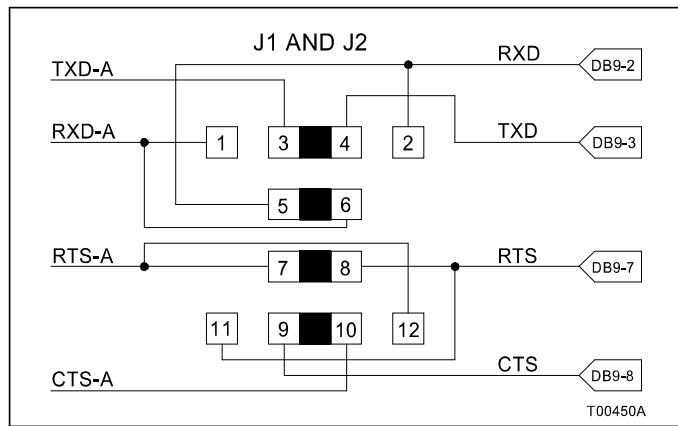 J1 AND J2
TXD-A
RXD
DB9-2
RXD-A
1
3
4
2
TXD
DB9-3
5
6
RTS-A
7
8
RTS
DB9-7
11
9
10
12
CTS-A
CTS
DB9-8
T00450A